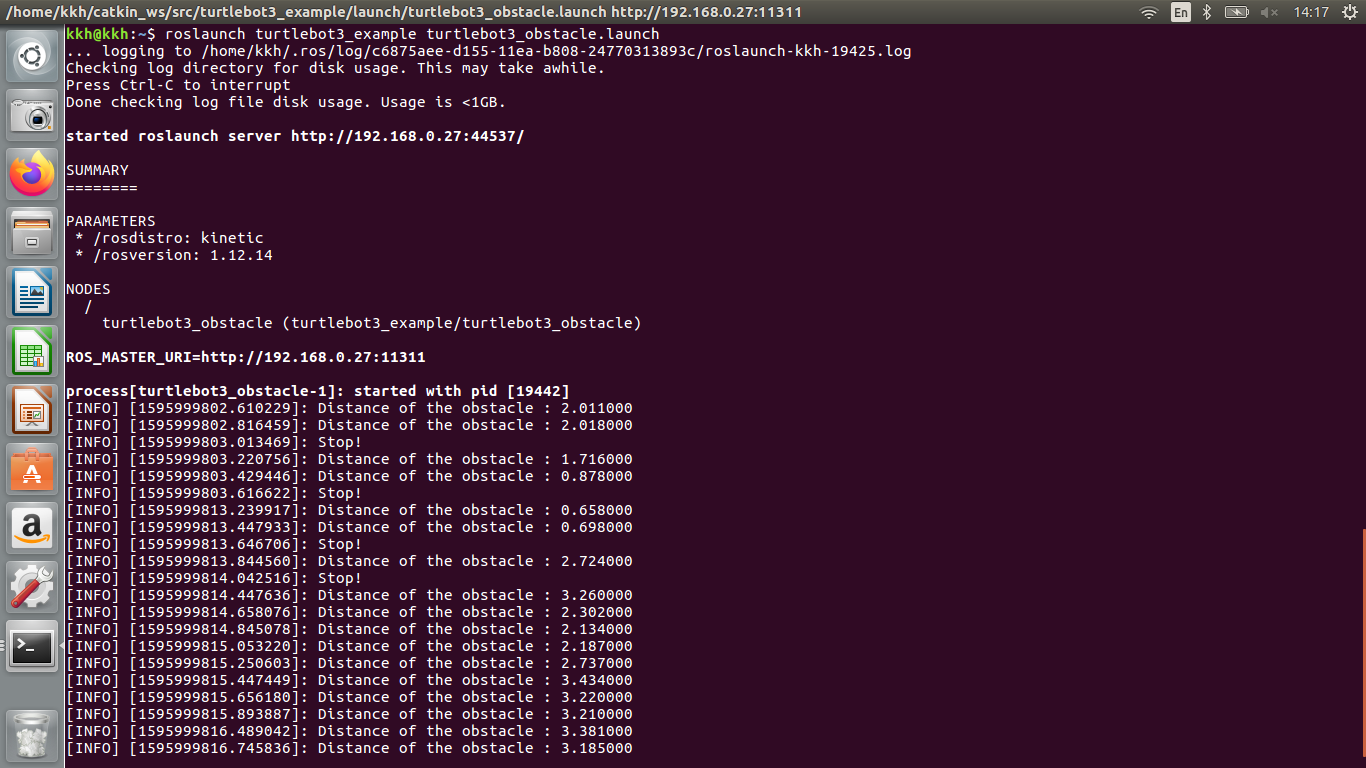 /home/kkh/catkin_ws/src/turtlebot3_example/launch/turtlebot3_obstacle.launch http://192.168.0.27:11311
En
14:17
kkh@kkh:~$ roslaunch turtlebot3_example turtlebot3_obstacle.launch
... logging to /home/kkh/.ros/log/c6875aee-d155-11ea-b808-24770313893c/roslaunch-kkh-19425.log
Checking log directory for disk usage. This may take awhile.
Press Ctrl-C to interrupt
Done checking log file disk usage. Usage is <1GB.
started roslaunch server http://192.168.0.27:44537/
SUMMARY
========
PARAMETERS
 * /rosdistro: kinetic
 * /rosversion: 1.12.14
NODES
  /
    turtlebot3_obstacle (turtlebot3_example/turtlebot3_obstacle)
ROS_MASTER_URI=http://192.168.0.27:11311
process[turtlebot3_obstacle-1]: started with pid [19442]
[INFO] [1595999802.610229]: Distance of the obstacle : 2.011000
[INFO] [1595999802.816459]: Distance of the obstacle : 2.018000
[INFO] [1595999803.013469]: Stop!
[INFO] [1595999803.220756]: Distance of the obstacle : 1.716000
[INFO] [1595999803.429446]: Distance of the obstacle : 0.878000
[INFO] [1595999803.616622]: Stop!
[INFO] [1595999813.239917]: Distance of the obstacle : 0.658000
[INFO] [1595999813.447933]: Distance of the obstacle : 0.698000
[INFO] [1595999813.646706]: Stop!
[INFO] [1595999813.844560]: Distance of the obstacle : 2.724000
[INFO] [1595999814.042516]: Stop!
[INFO] [1595999814.447636]: Distance of the obstacle : 3.260000
[INFO] [1595999814.658076]: Distance of the obstacle : 2.302000
[INFO] [1595999814.845078]: Distance of the obstacle : 2.134000
[INFO] [1595999815.053220]: Distance of the obstacle : 2.187000
[INFO] [1595999815.250603]: Distance of the obstacle : 2.737000
[INFO] [1595999815.447449]: Distance of the obstacle : 3.434000
[INFO] [1595999815.656180]: Distance of the obstacle : 3.220000
[INFO] [1595999815.893887]: Distance of the obstacle : 3.210000
[INFO] [1595999816.489042]: Distance of the obstacle : 3.381000
[INFO] [1595999816.745836]: Distance of the obstacle : 3.185000